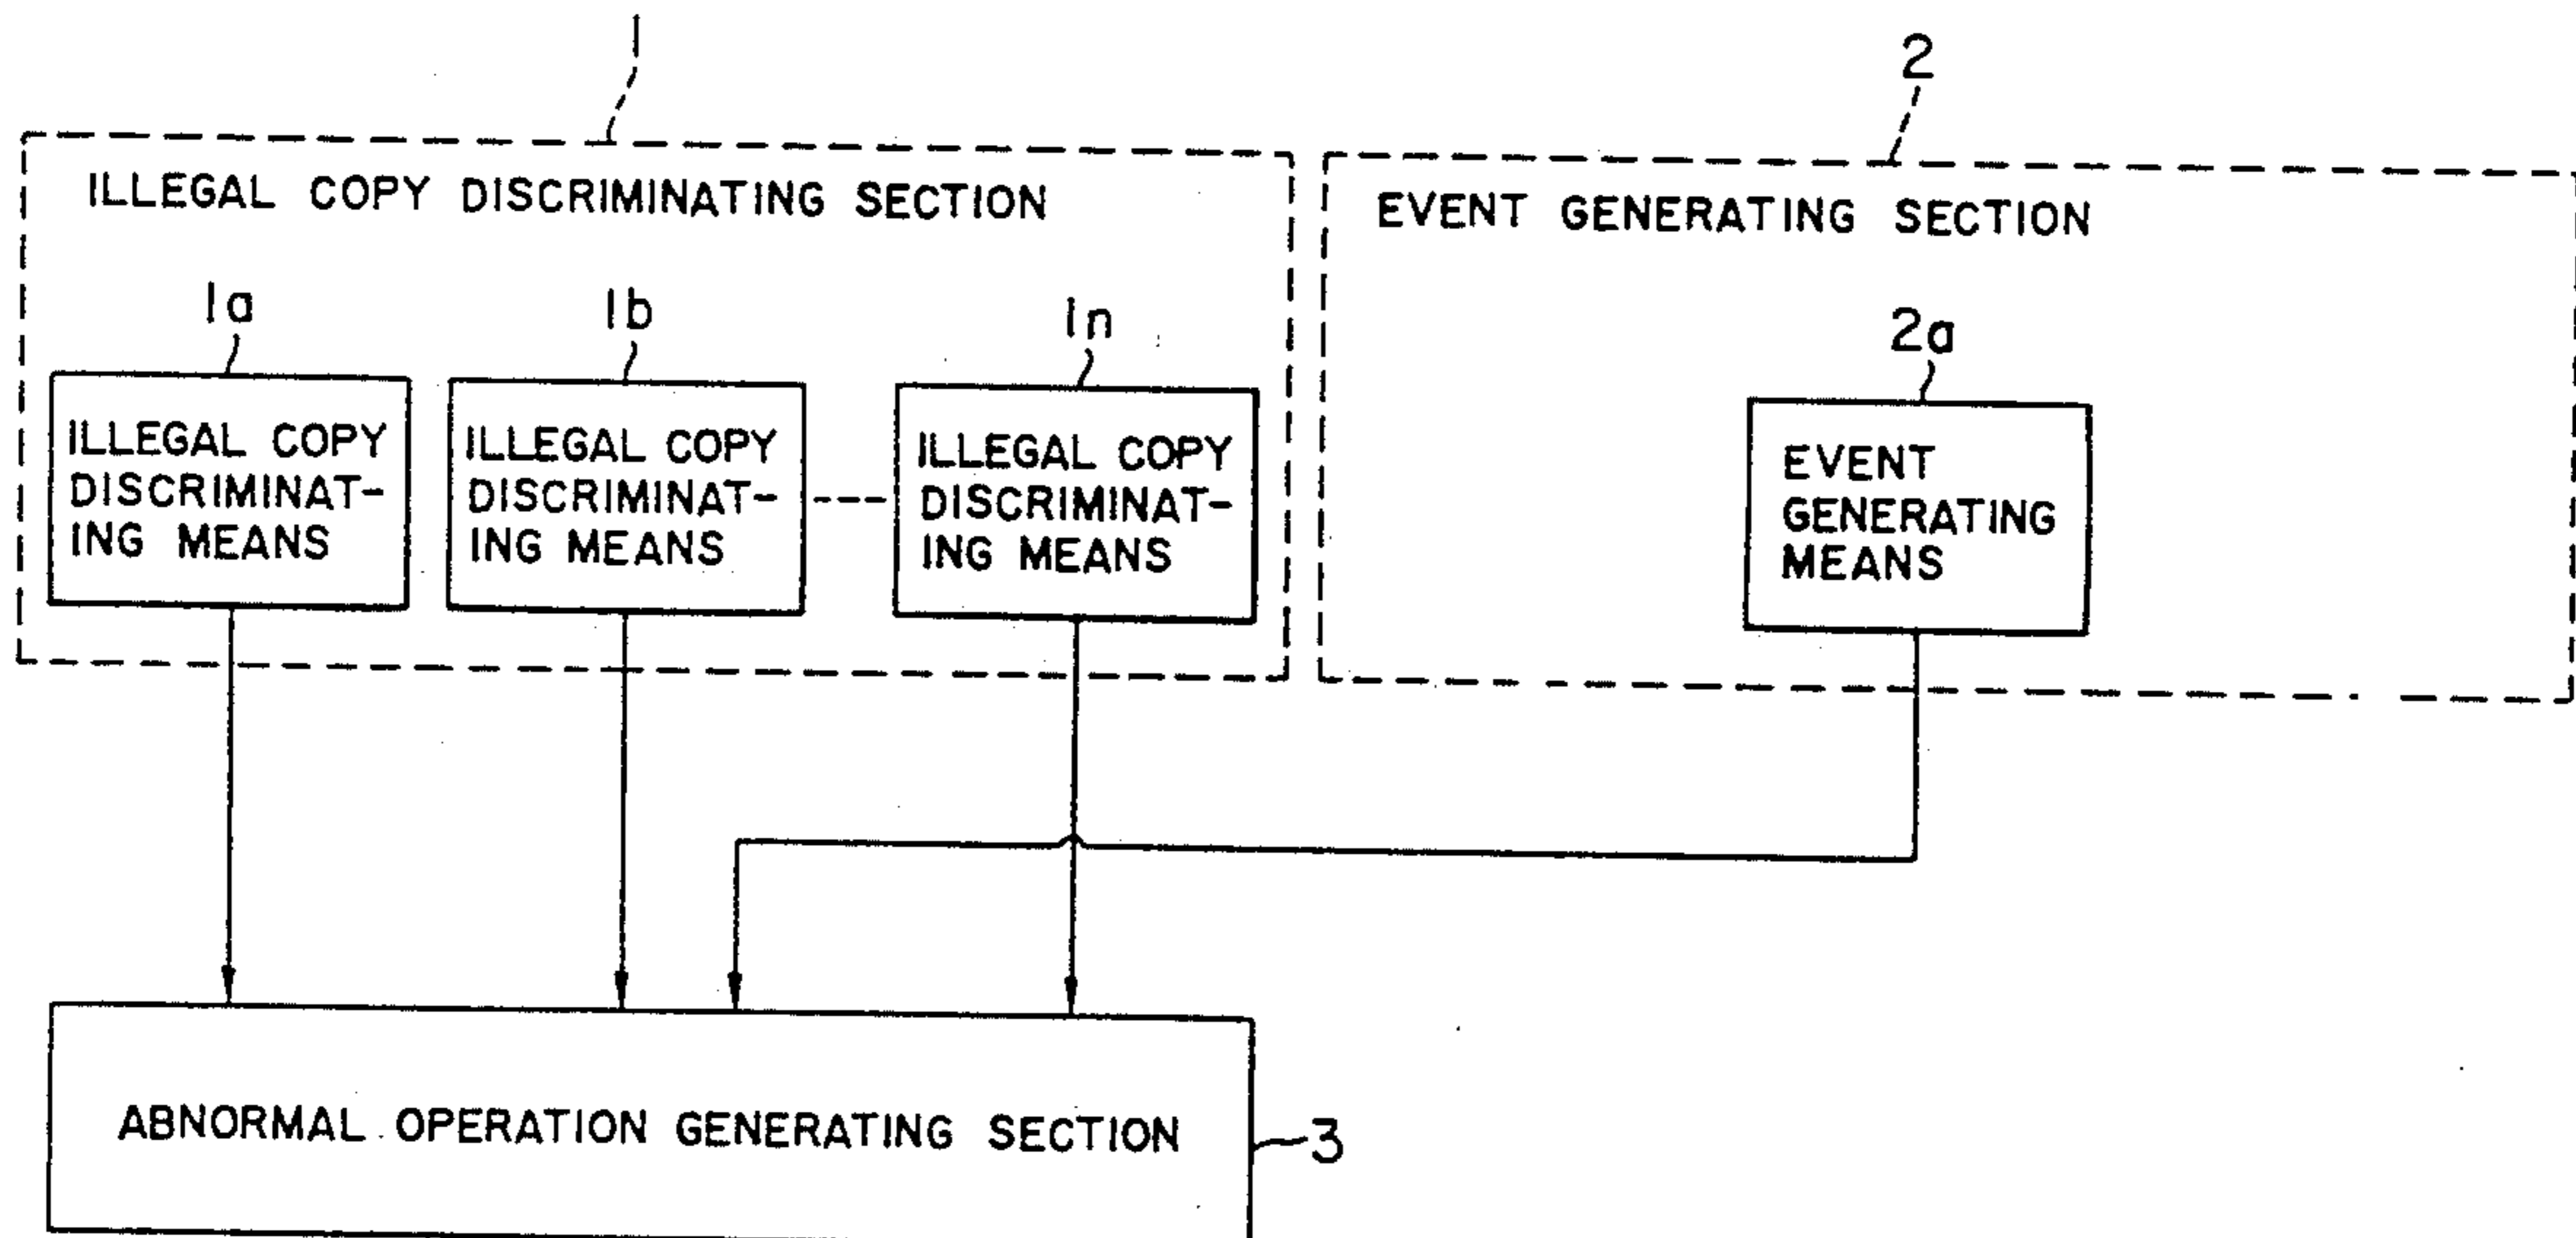 1
2
ILLEGAL COPY DISCRIMINATING SECTION
EVENT GENERATING SECTION
1a
1b
1n
2a
ILLEGAL COPY
DISCRIMINAT-
ING MEANS
ILLEGAL COPY
DISCRIMINAT-
ING MEANS
ILLEGAL COPY
DISCRIMINAT-
ING MEANS
EVENT
GENERATING
MEANS
ABNORMAL OPERATION GENERATING SECTION
3